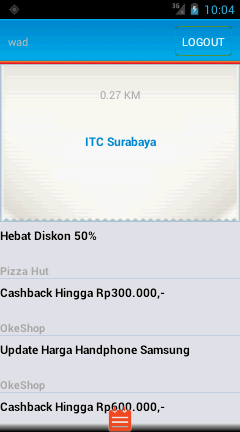 3G
10:04
wad
LOGOUT
0.27 KM
ITC Surabaya
Hebat Diskon 50%
Pizza Hut
Cashback Hingga Rp300.000,-
OkeShop
Update Harga Handphone Samsung
OkeShop
Cashback Hingga Rp600.000,-